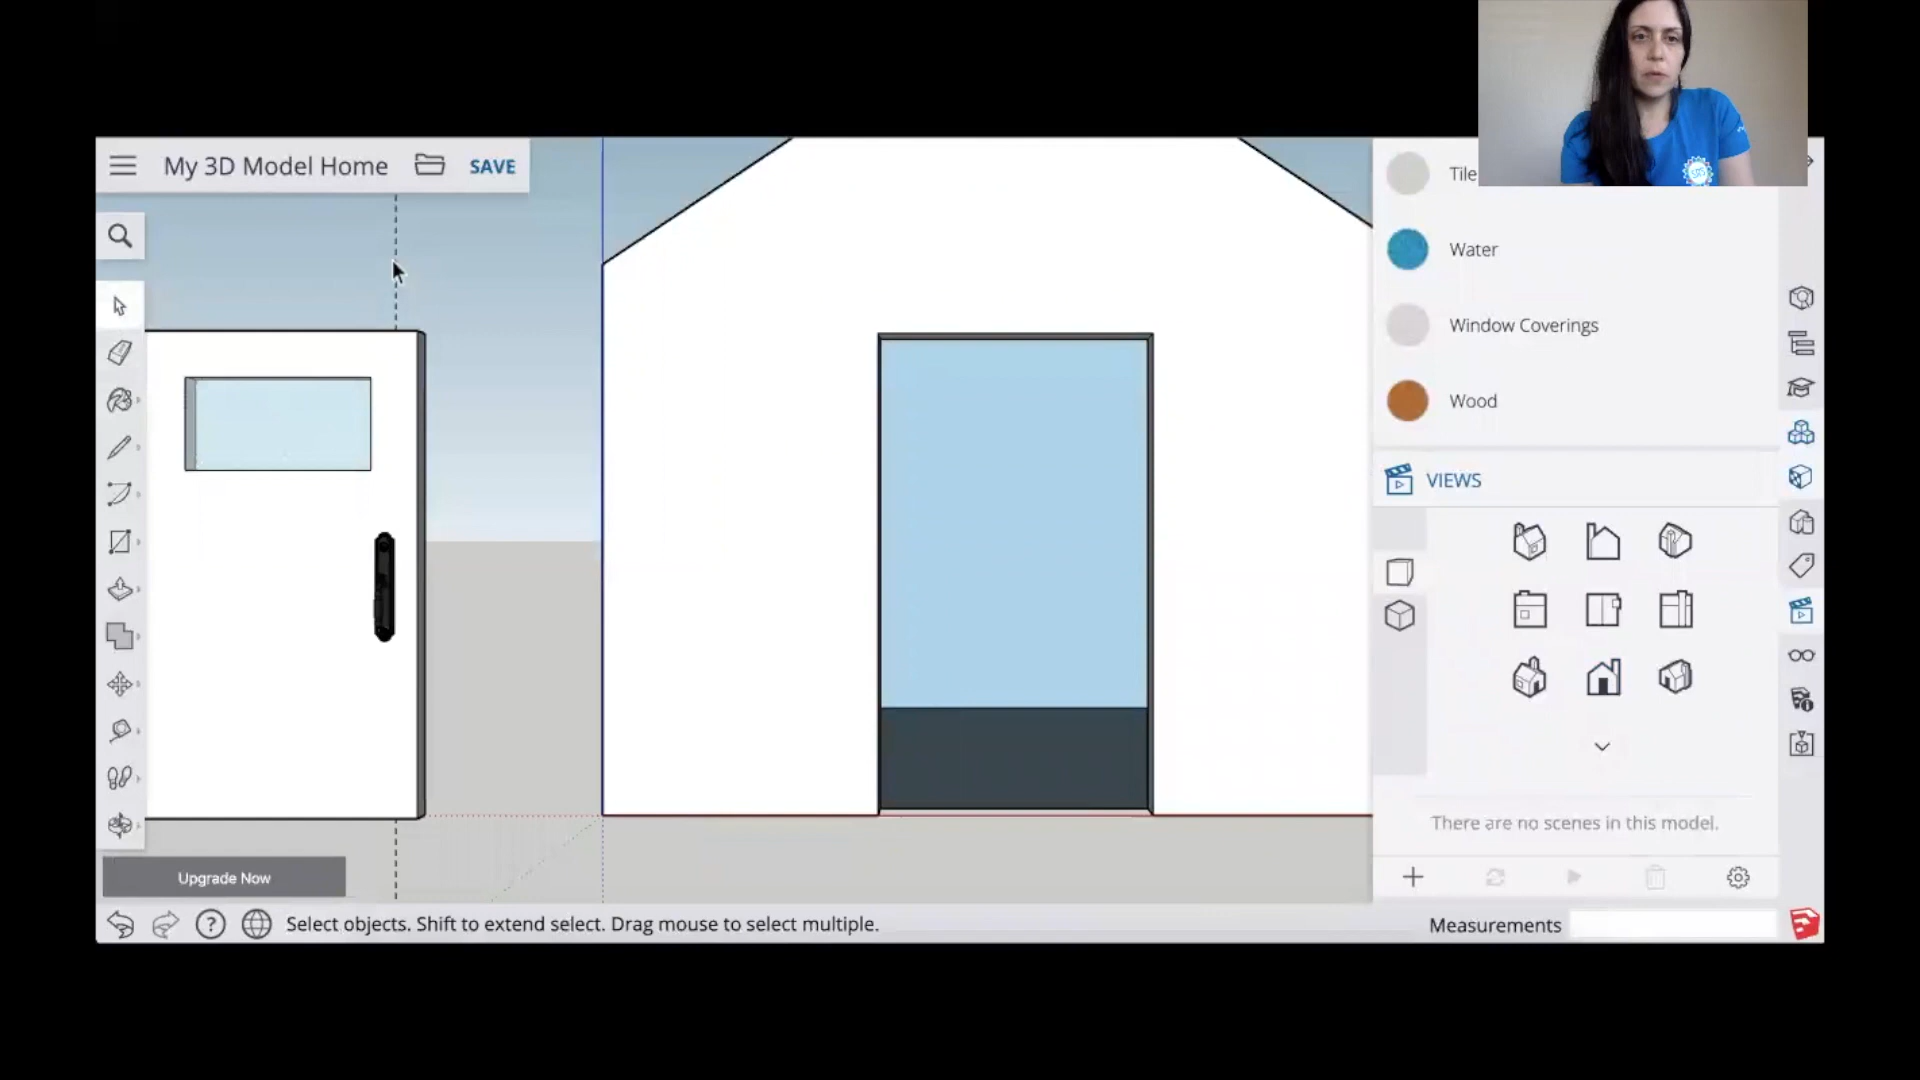 My 3D Model Home
SAVE
Tile
Water
Window Coverings
Wood
VIEWS
There are no scenes in this model.
Upgrade Now
Select objects. Shift to extend select. Drag mouse to select multiple.
Measurements